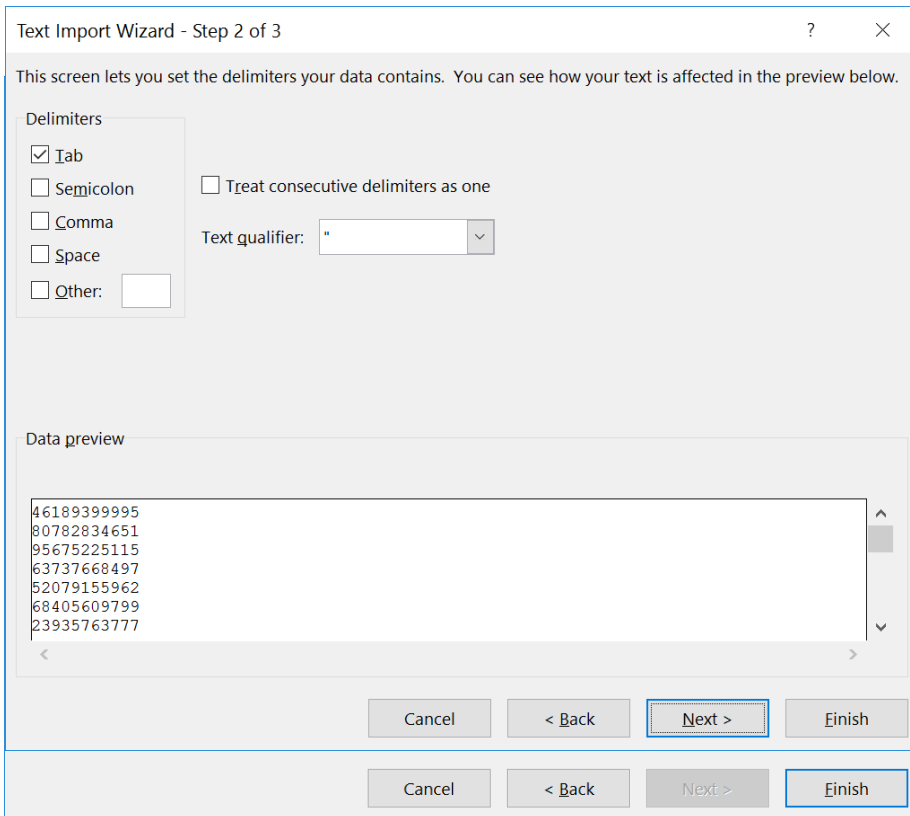 Text Import Wizard - Step 2 of 3
?
This screen lets you set the delimiters your data contains.  You can see how your text is affected in the preview below.
Delimiters
Tab
Semicolon
Comma
Space
Other:
Treat consecutive delimiters as one
Text qualifier: "
Data preview
46189399995
80782834651
95675225115
63737668497
52079155962
68405609799
23935763777
Cancel < Back Next > Finish
Cancel < Back Next > Finish